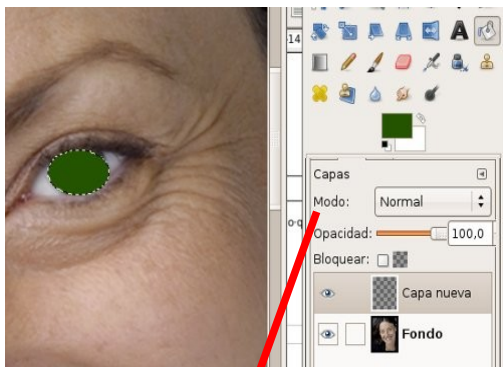 14
Capas
Modo: Normal
o·q
Opacidad: 100,0
Bloquear:
Capa nueva
Fondo